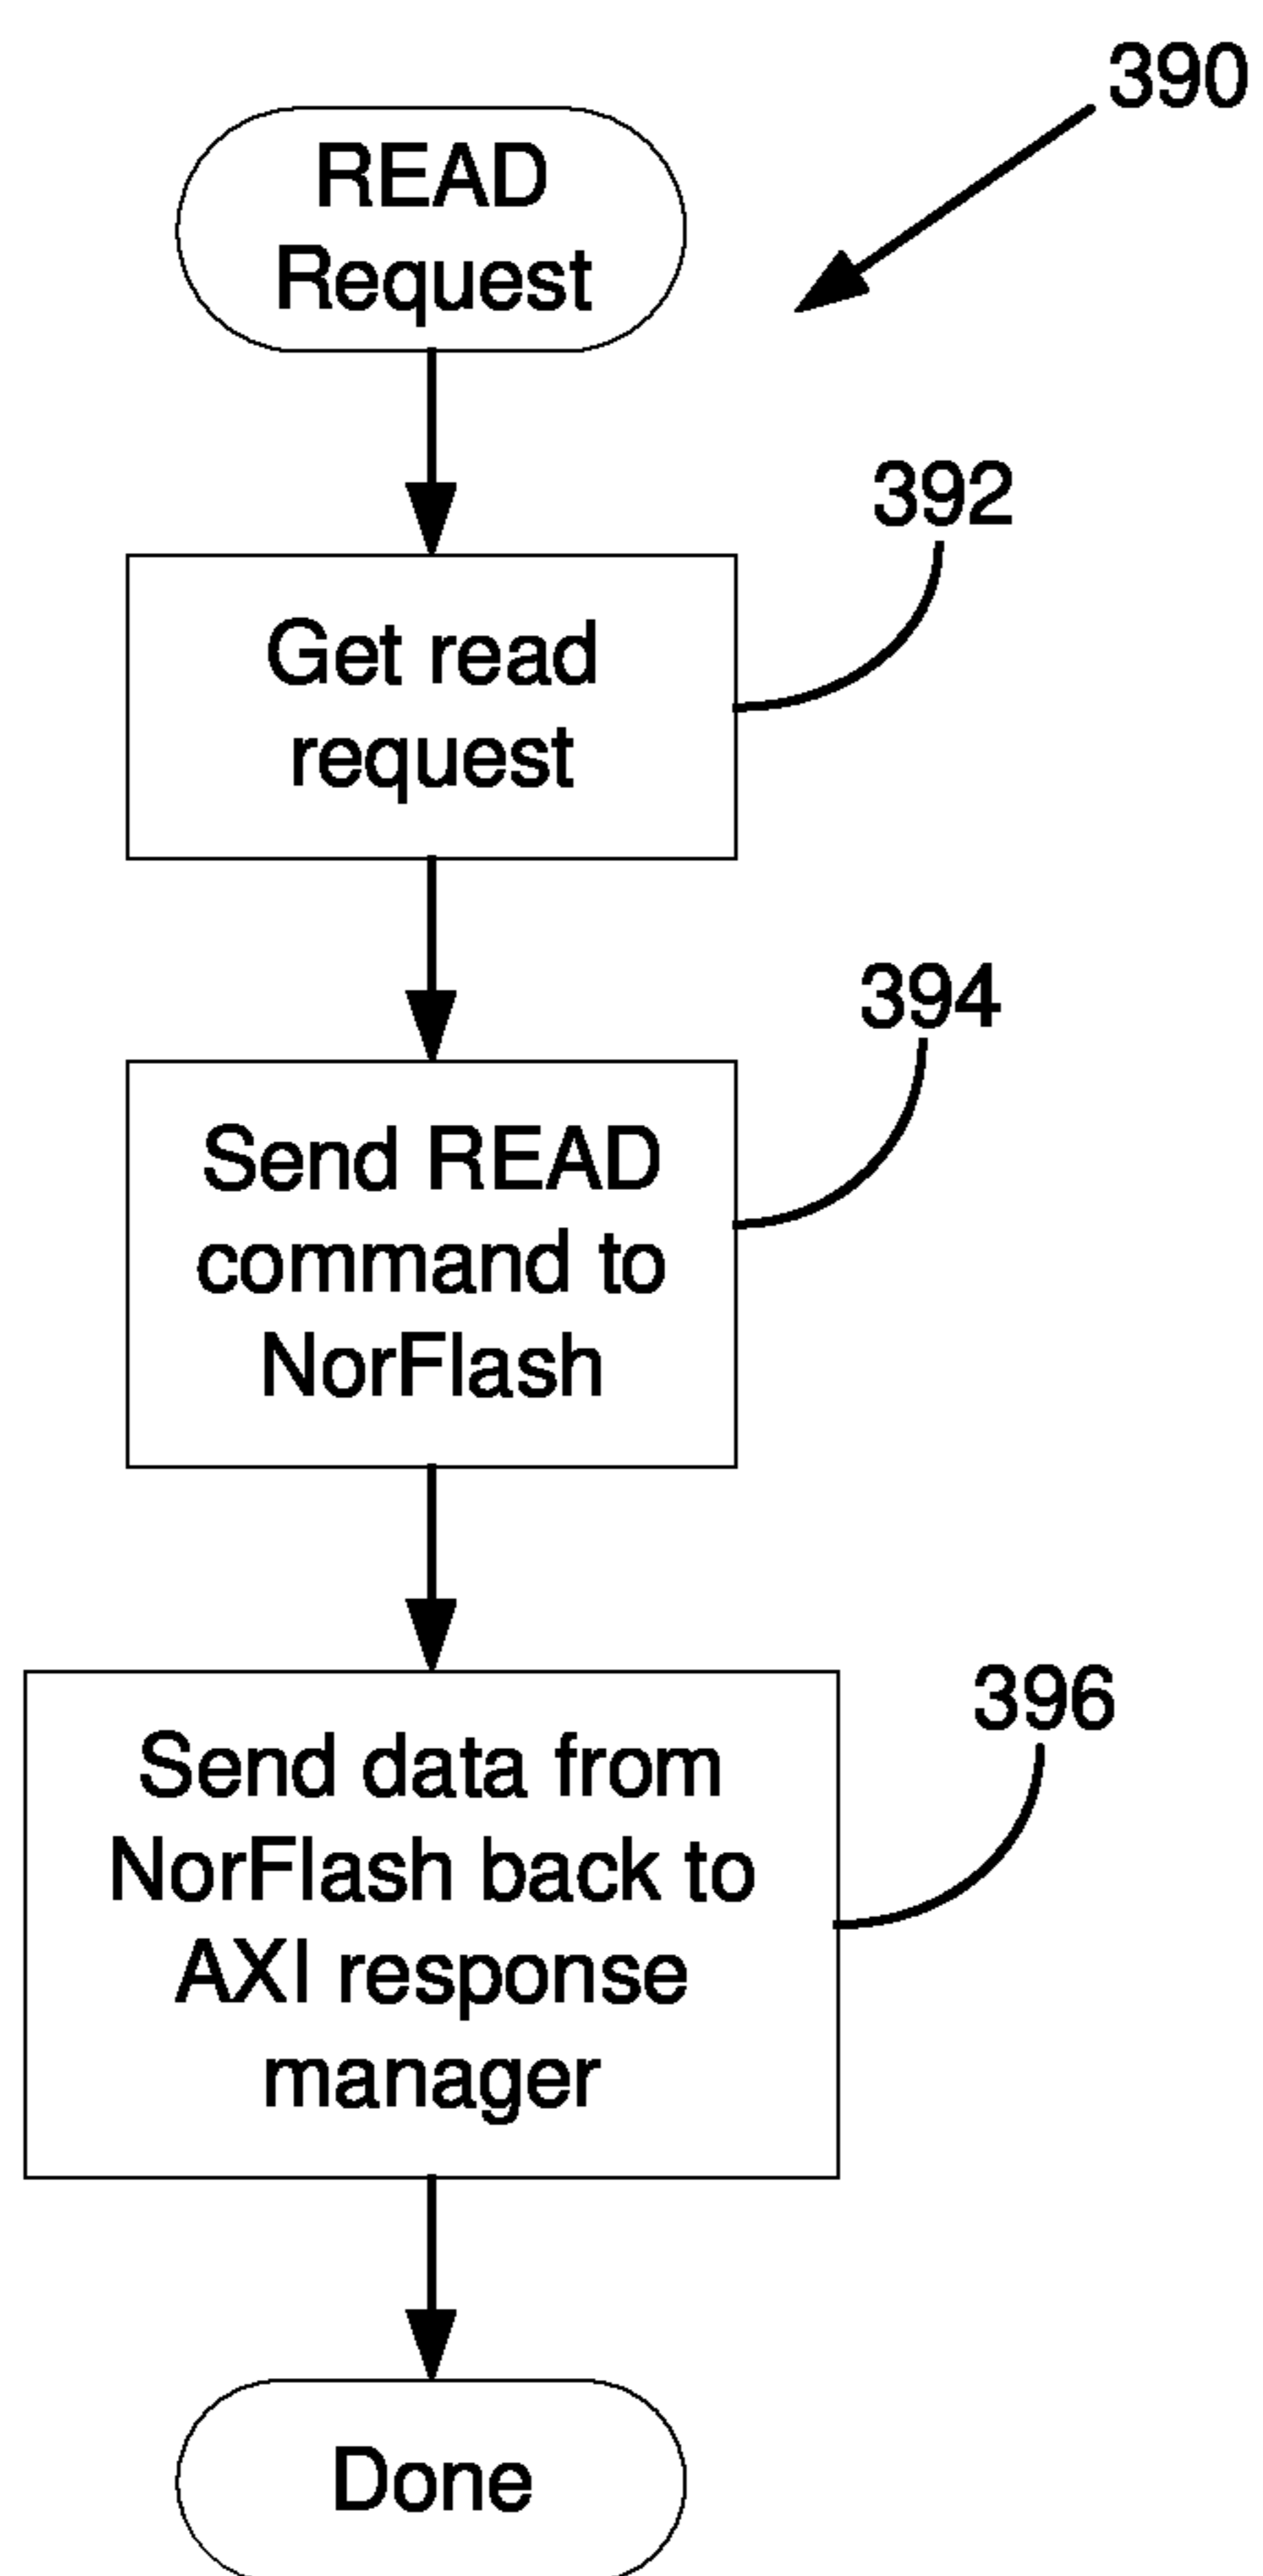 390
READ
Request
392
Get read
request
394
Send READ
command to
NorFlash
396
Send data from
NorFlash back to
AXI response
manager
Done